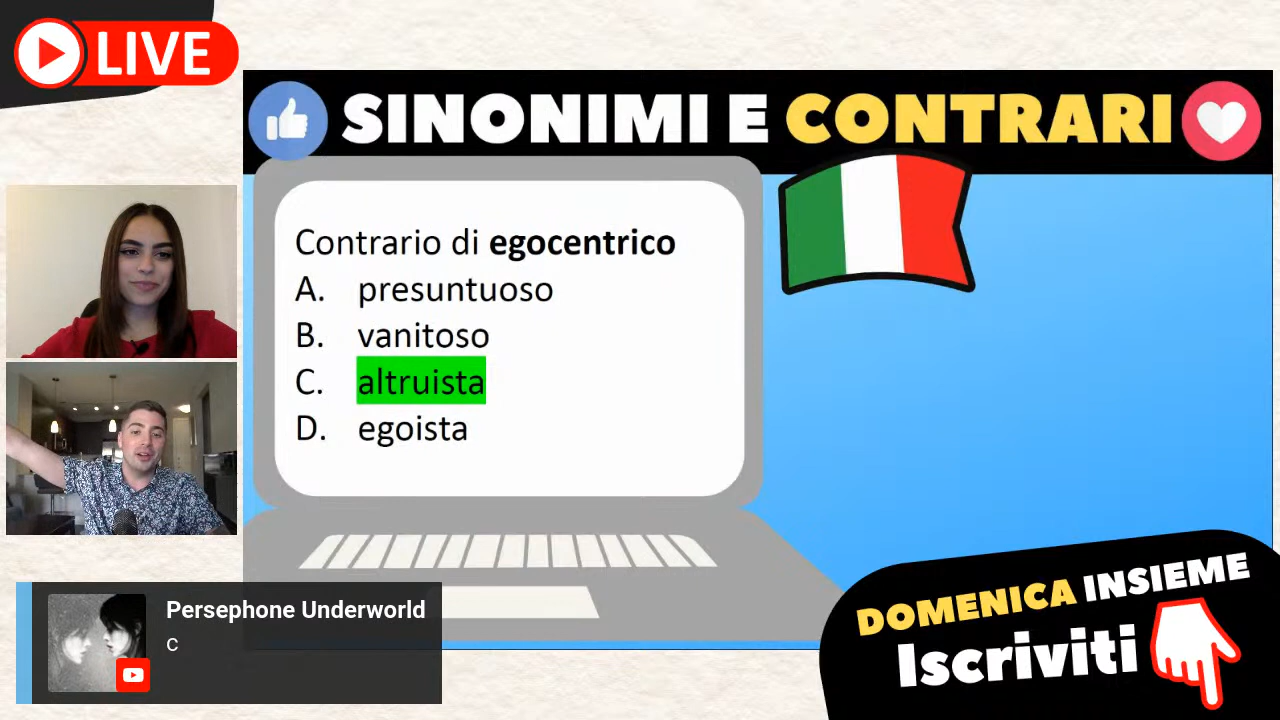 LIVE
SINONIMI E CONTRARI
Contrario di egocentrico
A. presuntuoso
B. vanitoso
C. altruista
D. egoista
Persephone Underworld
C
DOMENICA INSIEME
Iscriviti